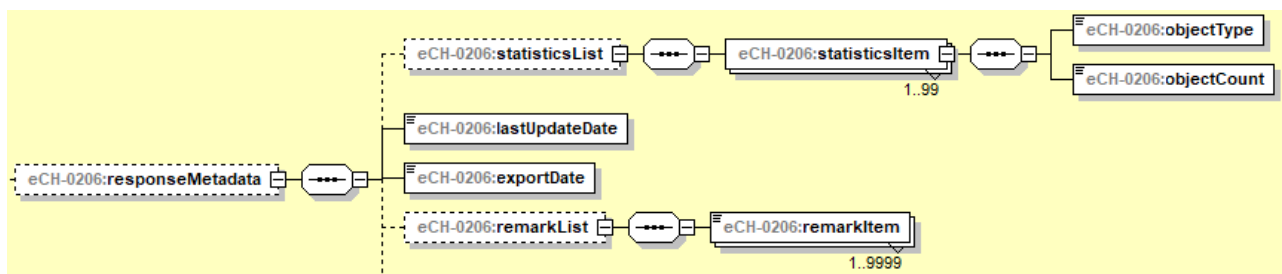 eCH-0206:statisticsList
eCH-0206:statisticsItem
1..99
eCH-0206:objectType
eCH-0206:objectCount
eCH-0206:lastUpdateDate
eCH-0206:responseMetadata
eCH-0206:exportDate
eCH-0206:remarkList
eCH-0206:remarkItem
1..9999